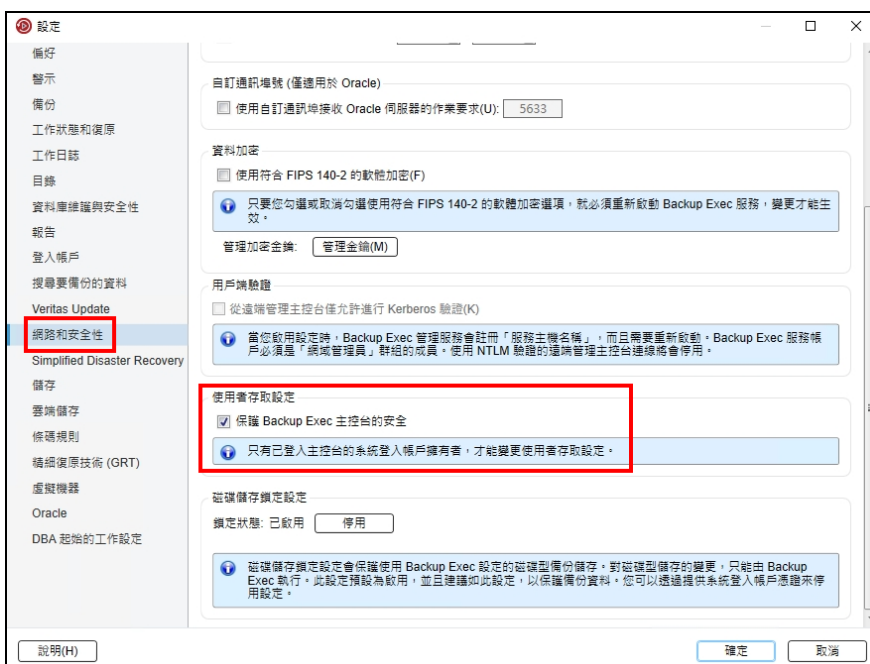 設定
偏好
警示
備份
工作狀態和復原
工作日誌
目錄
資料庫維護與安全性
報告
登入帳戶
搜尋要備份的資料
Veritas Update
網路和安全性
Simplified Disaster Recovery
儲存
雲端儲存
條碼規則
精細復原技術 (GRT)
虛擬機器
Oracle
DBA 起始的工作設定
自訂通訊埠號 (僅適用於 Oracle)
使用自訂通訊埠接收 Oracle 伺服器的作業要求(U): 5633
資料加密
使用符合 FIPS 140-2 的軟體加密(F)
只要您勾選或取消勾選使用符合 FIPS 140-2 的軟體加密選項，就必須重新啟動 Backup Exec 服務，變更才能生
效。
管理加密金鑰: 管理金鑰(M)
用戶端驗證
從遠端管理主控台僅允許進行 Kerberos 驗證(K)
當您啟用設定時，Backup Exec 管理服務會註冊「服務主機名稱」，而且需要重新啟動。Backup Exec 服務帳
戶必須是「網域管理員」群組的成員。使用 NTLM 驗證的遠端管理主控台連線將會停用。
使用者存取設定
保護 Backup Exec 主控台的安全
只有已登入主控台的系統登入帳戶擁有者，才能變更使用者存取設定。
磁碟儲存鎖定設定
鎖定狀態: 已啟用 停用
磁碟儲存鎖定設定會保護使用 Backup Exec 設定的磁碟型備份儲存。對磁碟型儲存的變更，只能由 Backup
Exec 執行。此設定預設為啟用，並且建議如此設定，以保護備份資料。您可以透過提供系統登入帳戶憑證來停
用設定。
說明(H)
確定
取消